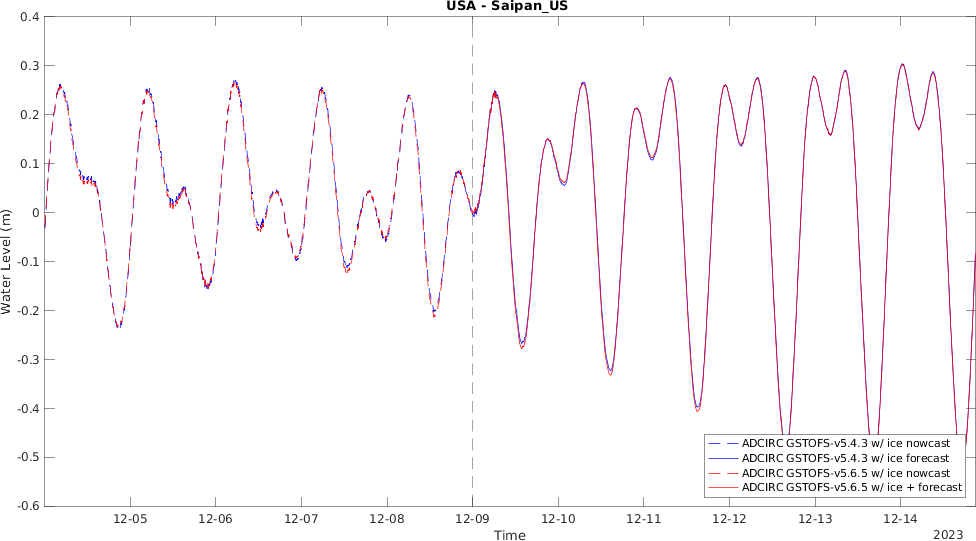 USA - Saipan_US
0.4
0.3
0.2
0.1
0
-0.1
-0.2
-0.3
-0.4
-0.5
-0.6
Water Level (m)
12-05 12-06 12-07 12-08 12-09 12-10 12-11 12-12 12-13 12-14
Time
2023
ADCIRC GSTOFS-v5.4.3 w/ ice nowcast
ADCIRC GSTOFS-v5.4.3 w/ ice forecast
ADCIRC GSTOFS-v5.6.5 w/ ice nowcast
ADCIRC GSTOFS-v5.6.5 w/ ice + forecast